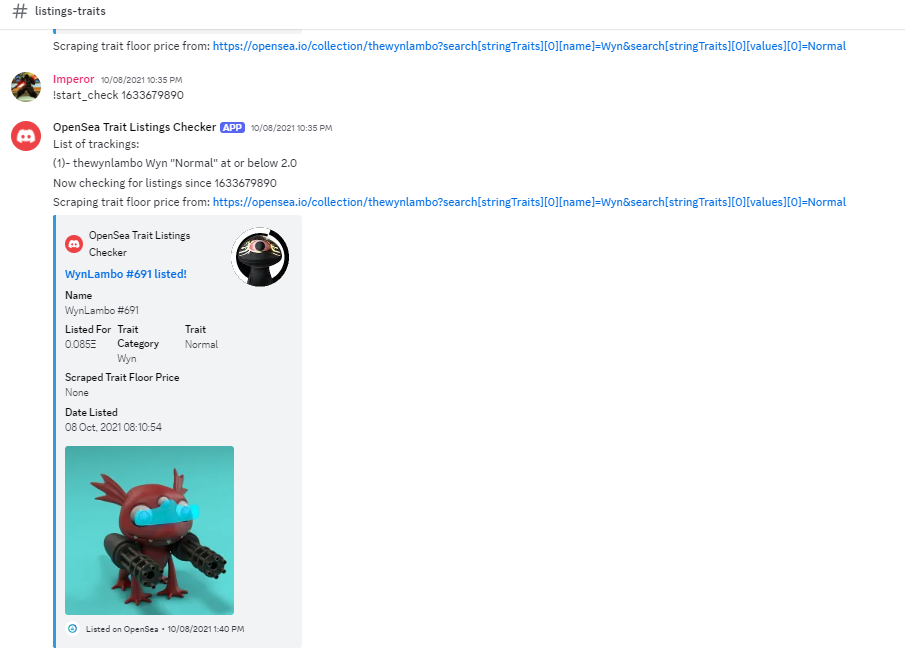 # listings-traits
Scraping trait floor price from: https://opensea.io/collection/thewynlambo?search[stringTraits][0][name]=Wyn&search[stringTraits][0][values][0]=Normal
Imperor 10/08/2021 10:35 PM
!start_check 1633679890
OpenSea Trait Listings Checker APP 10/08/2021 10:35 PM
List of trackings:
(1)- thewynlambo Wyn "Normal" at or below 2.0
Now checking for listings since 1633679890
Scraping trait floor price from: https://opensea.io/collection/thewynlambo?search[stringTraits][0][name]=Wyn&search[stringTraits][0][values][0]=Normal
OpenSea Trait Listings
Checker
WynLambo #691 listed!
Name
WynLambo #691
Listed For Trait Trait
Category
0.085Ξ Normal
Wyn
Scraped Trait Floor Price
None
Date Listed
08 Oct, 2021 08:10:54
Listed on OpenSea • 10/08/2021 1:40 PM